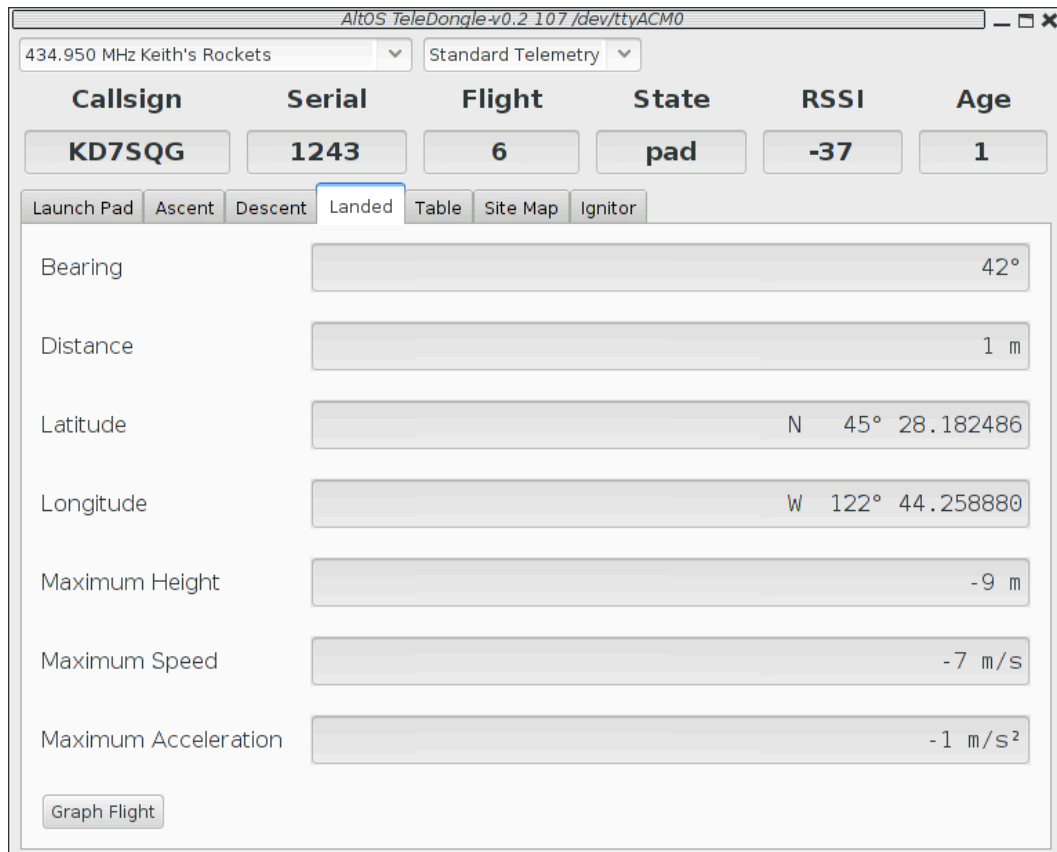 AltOS TeleDongle-v0.2 107 /dev/ttyACM0
434.950 MHz Keith's Rockets Standard Telemetry
Callsign Serial Flight State RSSI Age
KD7SQG 1243 6 pad -37 1
Launch Pad Ascent Descent Landed Table Site Map Ignitor
Bearing 42°
Distance 1 m
Latitude N 45° 28.182486
Longitude W 122° 44.258880
Maximum Height -9 m
Maximum Speed -7 m/s
Maximum Acceleration -1 m/s²
Graph Flight